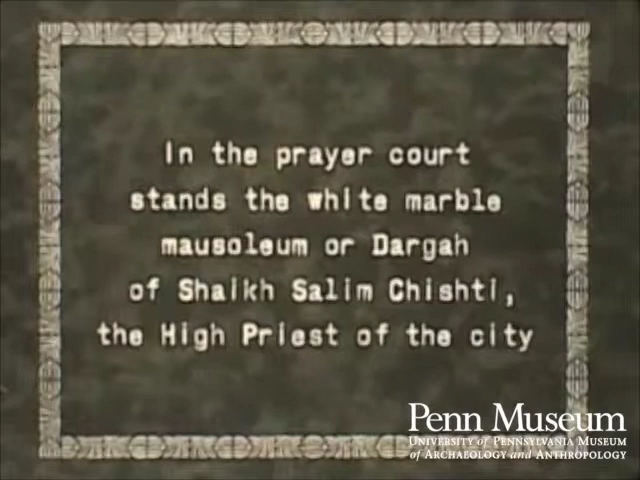 In the prayer court
stands the white marble
mausoleum or Dargah
of Shaikh Salim Chishti,
the High Priest of the city
Penn Museum
University of Pennsylvania Museum
of Archaeology and Anthropology